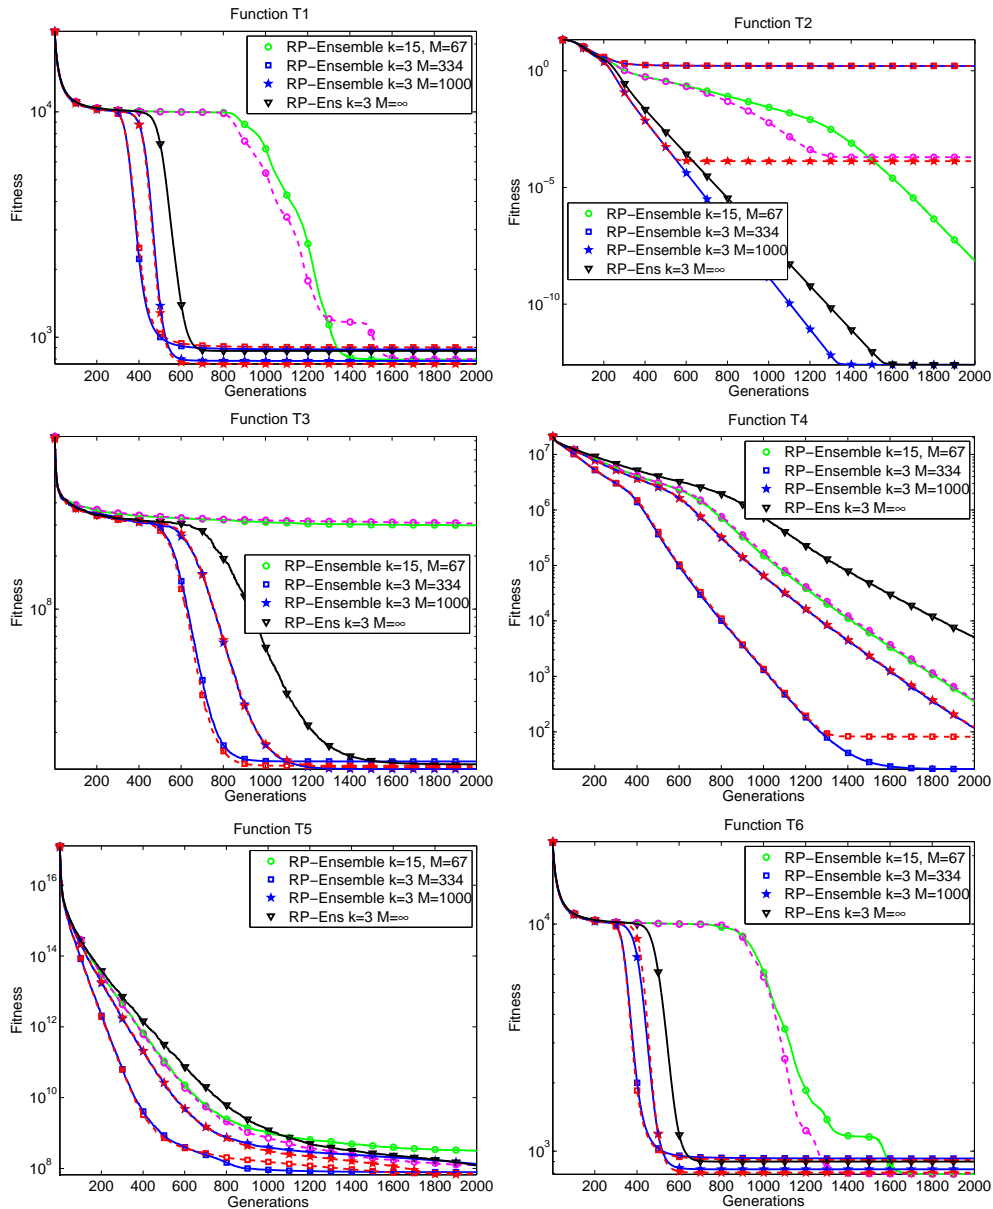 Function T1
Fitness
10^4
10^3
RP-Ensemble k=15, M=67
RP-Ensemble k=3 M=334
RP-Ensemble k=3 M=1000
RP-Ens k=3 M=∞
200 400 600 800 1000 1200 1400 1600 1800 2000
Generations
Function T2
Fitness
10^0
10^-5
10^-10
RP-Ensemble k=15, M=67
RP-Ensemble k=3 M=334
RP-Ensemble k=3 M=1000
RP-Ens k=3 M=∞
200 400 600 800 1000 1200 1400 1600 1800 2000
Generations
Function T3
Fitness
10^8
RP-Ensemble k=15, M=67
RP-Ensemble k=3 M=334
RP-Ensemble k=3 M=1000
RP-Ens k=3 M=∞
200 400 600 800 1000 1200 1400 1600 1800 2000
Generations
Function T4
Fitness
10^7
10^6
10^5
10^4
10^3
10^2
RP-Ensemble k=15, M=67
RP-Ensemble k=3 M=334
RP-Ensemble k=3 M=1000
RP-Ens k=3 M=∞
200 400 600 800 1000 1200 1400 1600 1800 2000
Generations
Function T5
Fitness
10^16
10^14
10^12
10^10
10^8
RP-Ensemble k=15, M=67
RP-Ensemble k=3 M=334
RP-Ensemble k=3 M=1000
RP-Ens k=3 M=∞
200 400 600 800 1000 1200 1400 1600 1800 2000
Generations
Function T6
Fitness
10^4
10^3
RP-Ensemble k=15, M=67
RP-Ensemble k=3 M=334
RP-Ensemble k=3 M=1000
RP-Ens k=3 M=∞
200 400 600 800 1000 1200 1400 1600 1800 2000
Generations